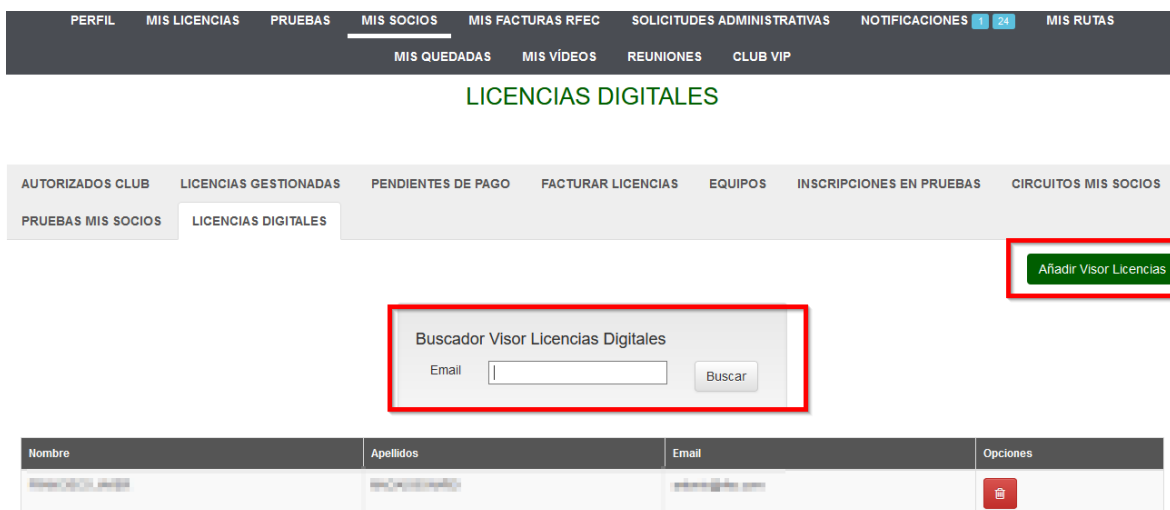 PERFIL MIS LICENCIAS PRUEBAS MIS SOCIOS MIS FACTURAS RFEC SOLICITUDES ADMINISTRATIVAS NOTIFICACIONES 1 24 MIS RUTAS
MIS QUEDADAS MIS VÍDEOS REUNIONES CLUB VIP
LICENCIAS DIGITALES
AUTORIZADOS CLUB LICENCIAS GESTIONADAS PENDIENTES DE PAGO FACTURAR LICENCIAS EQUIPOS INSCRIPCIONES EN PRUEBAS CIRCUITOS MIS SOCIOS
PRUEBAS MIS SOCIOS LICENCIAS DIGITALES
Añadir Visor Licencias
Buscador Visor Licencias Digitales
Email Buscar
Nombre Apellidos Email Opciones